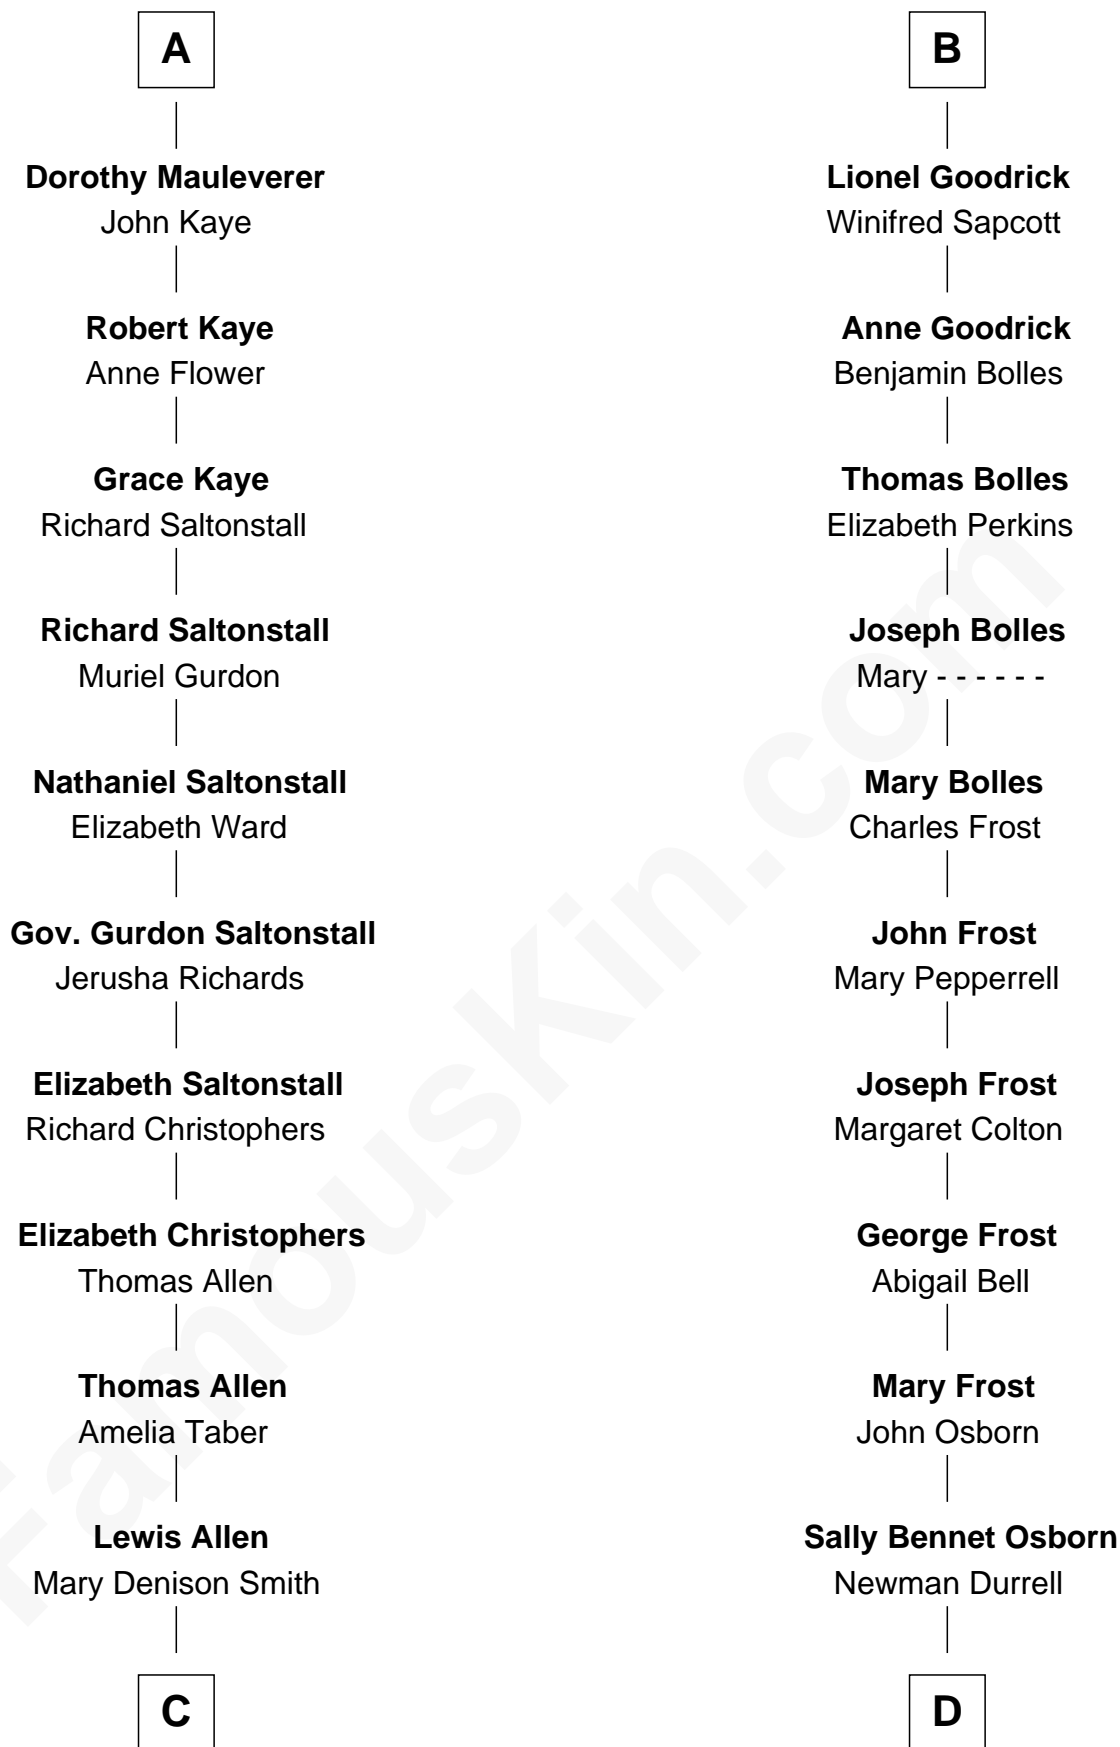 A
Dorothy Mauleverer
John Kaye
Robert Kaye
Anne Flower
Grace Kaye
Richard Saltonstall
Richard Saltonstall
Muriel Gurdon
Nathaniel Saltonstall
Elizabeth Ward
Gov. Gurdon Saltonstall
Jerusha Richards
Elizabeth Saltonstall
Richard Christophers
Elizabeth Christophers
Thomas Allen
Thomas Allen
Amelia Taber
Lewis Allen
Mary Denison Smith
C
B
Lionel Goodrick
Winifred Sapcott
Anne Goodrick
Benjamin Bolles
Thomas Bolles
Elizabeth Perkins
Joseph Bolles
Mary - - - - - -
Mary Bolles
Charles Frost
John Frost
Mary Pepperrell
Joseph Frost
Margaret Colton
George Frost
Abigail Bell
Mary Frost
John Osborn
Sally Bennet Osborn
Newman Durrell
D
FamousKin.com